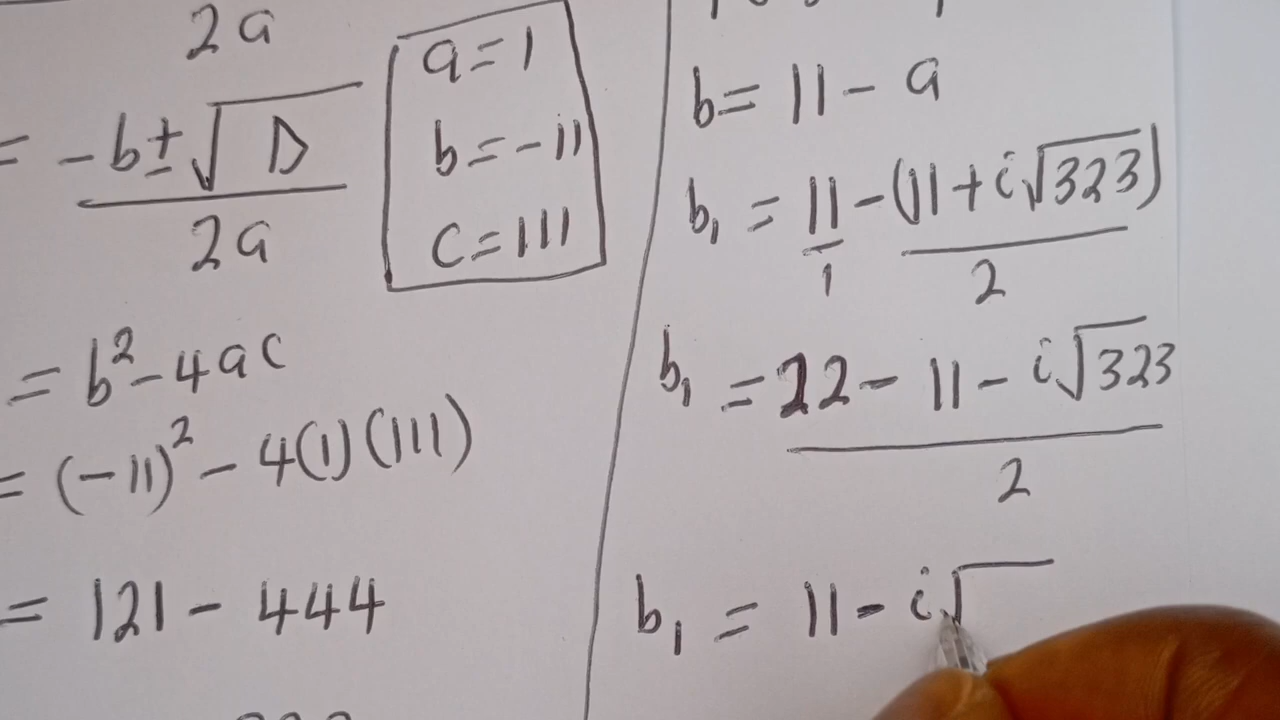 2a
= -b±√D
2a
a=1
b=-11
c=111
= b²-4ac
= (-11)² - 4(1)(111)
= 121 - 444
b= 11- a
b₁ = 11 - (11+i√323)
1 2
b₁ = 22- 11- i√323
2
b₁ = 11- i√